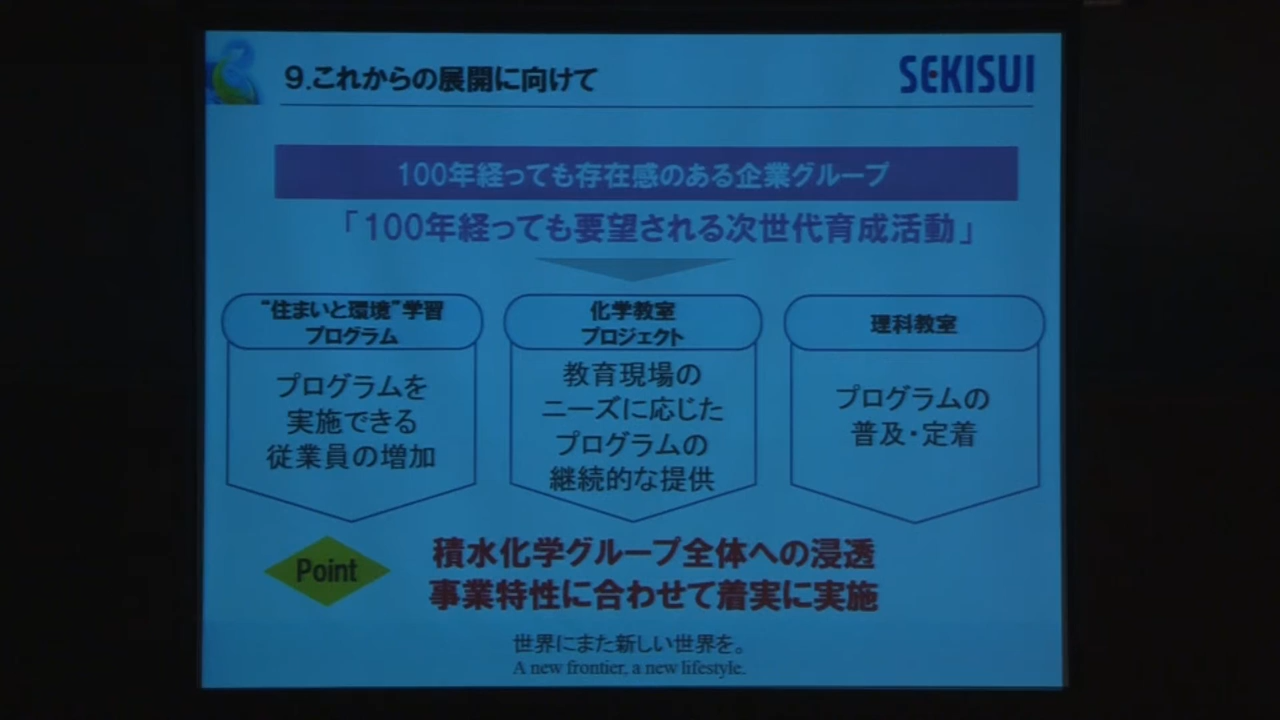 9.これからの展開に向けて
SEKISUI
100年経っても存在感のある企業グループ
「100年経っても要望される次世代育成活動」
“住まいと環境”学習
プログラム
プログラムを
実施できる
従業員の増加
化学教室
プロジェクト
教育現場の
ニーズに応じた
プログラムの
継続的な提供
理科教室
プログラムの
普及・定着
Point
積水化学グループ全体への浸透
事業特性に合わせて着実に実施
世界にまた新しい世界を。
A new frontier, a new lifestyle.